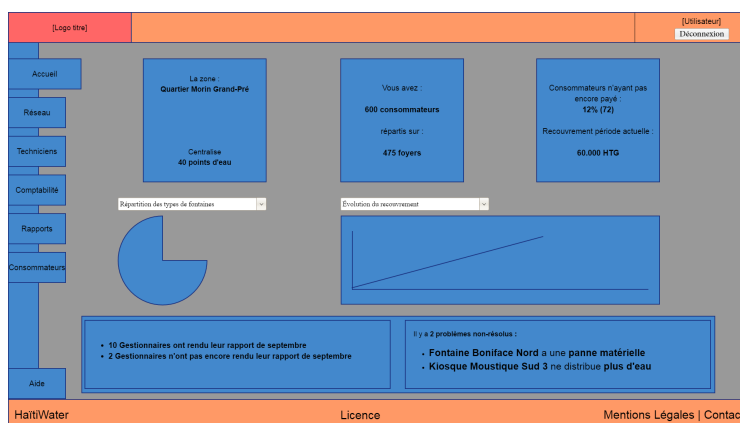 [Logo titre]
[Utilisateur]
Déconnexion
Accueil
Réseau
Techniciens
Comptabilité
Rapports
Consommateurs
Aide
La zone :
Quartier Morin Grand-Pré
Centralise
40 points d'eau
Vous avez :
600 consommateurs
répartis sur :
475 foyers
Consommateurs n'ayant pas
encore payé :
12% (72)
Recouvrement période actuelle :
60.000 HTG
Répartition des types de fontaines
Évolution du recouvrement
• 10 Gestionnaires ont rendu leur rapport de septembre
• 2 Gestionnaires n'ont pas encore rendu leur rapport de septembre
Il y a 2 problèmes non-résolus :
• Fontaine Boniface Nord a une panne matérielle
• Kiosque Moustique Sud 3 ne distribue plus d'eau
HaïtiWater
Licence
Mentions Légales | Contac